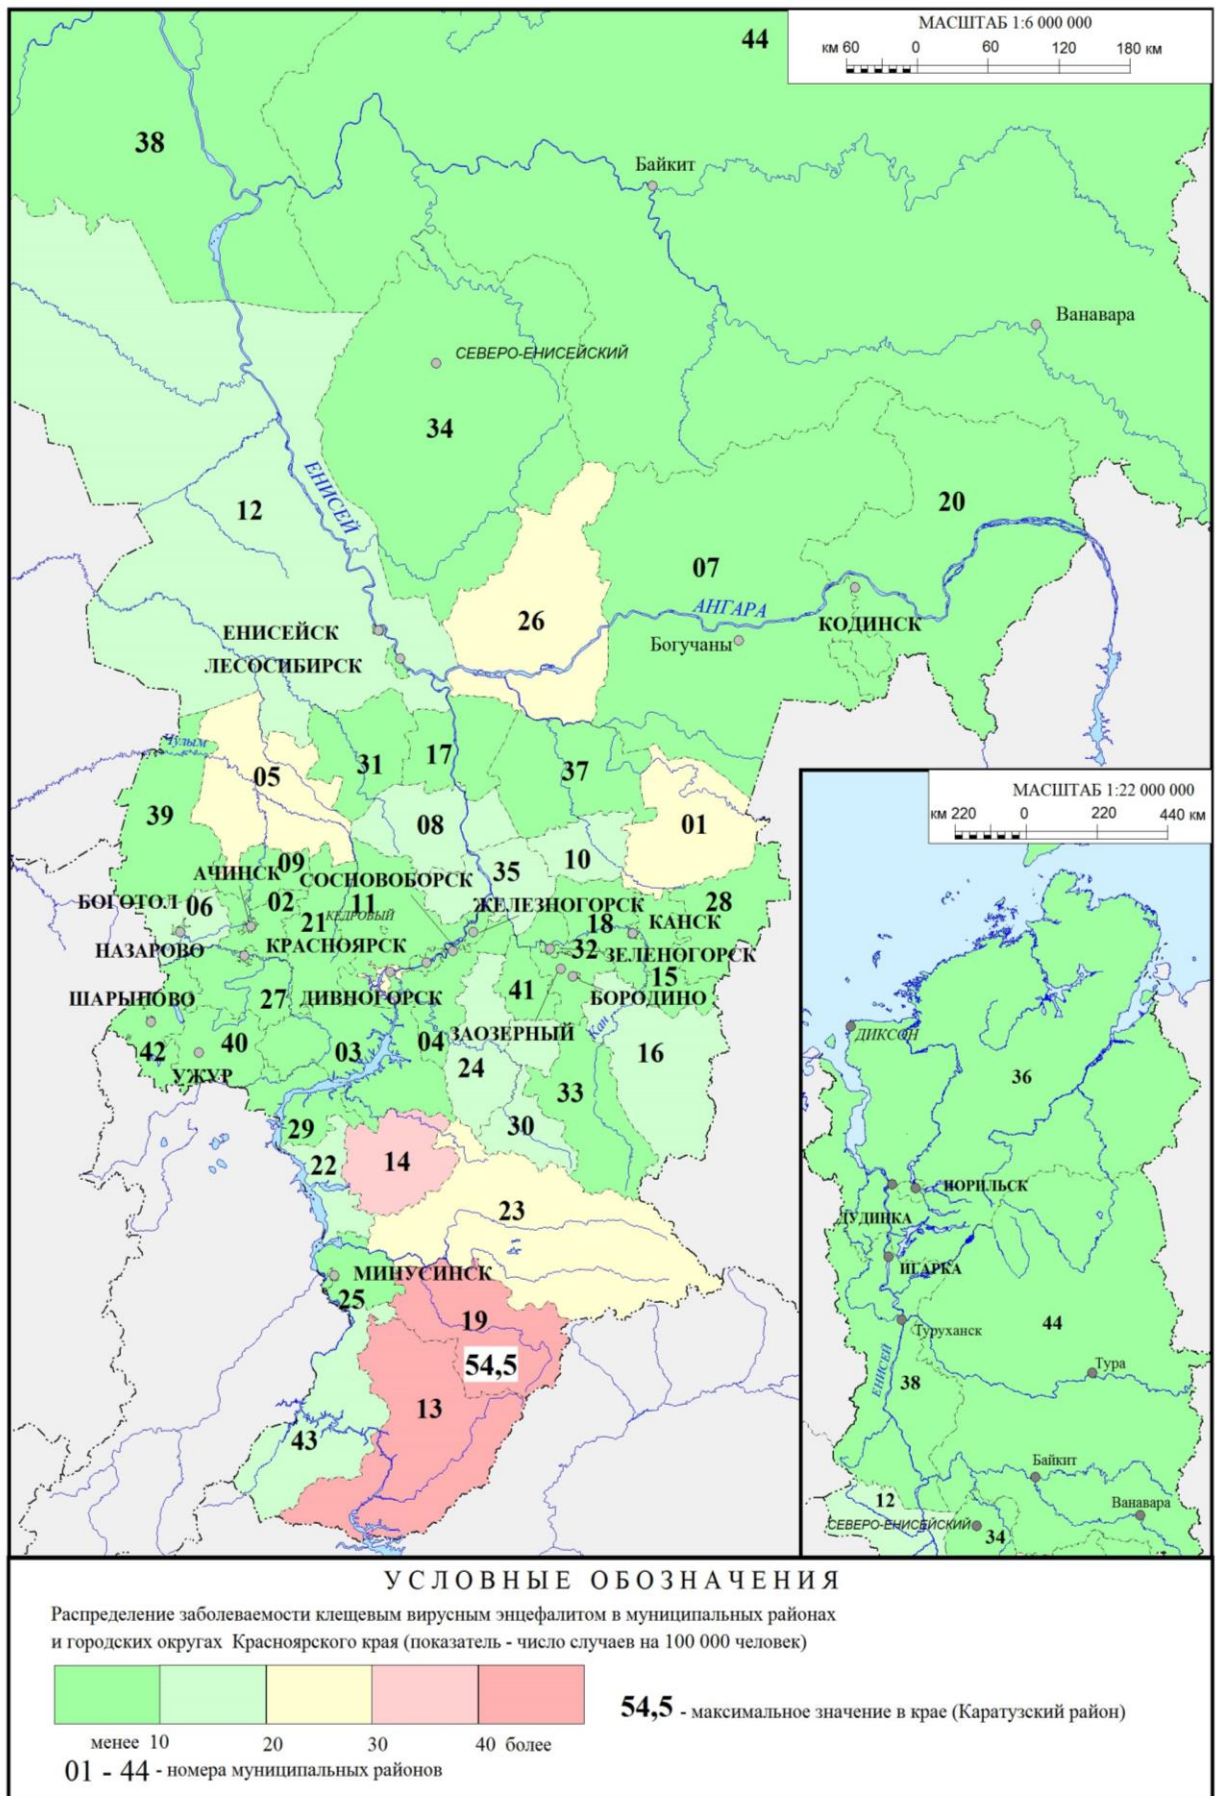 44
МАСШТАБ 1:6 000 000
км 60 0 60 120 180 км
38
Байкит
Ванавара
СЕВЕРО-ЕНИСЕЙСКИЙ
34
12
ЕНИСЕЙ
20
07
26
АНГАРА
КОДИНСК
Богучаны
ЕНИСЕЙСК
ЛЕСОСИБИРСК
Чулым
05
31
17
37
39
08
01
МАСШТАБ 1:22 000 000
км 220 0 220 440 км
09
35
10
АЧИНСК
СОСНОВОБОРСК
БОГОТОЛ
06
02
21
КЕДРОВЫЙ
11
ЖЕЛЕЗНОГОРСК
18
28
КАНСК
НАЗАРОВО
КРАСНОЯРСК
32
ЗЕЛЕНОГОРСК
15
ШАРЫПОВО
27
ДИВНОГОРСК
41
БОРОДИНО
ЗАОЗЕРНЫЙ
Кан
42
40
03
04
24
16
УЖУР
33
29
30
22
14
23
МИНУСИНСК
25
19
54,5
13
43
ДИКСОН
36
НОРИЛЬСК
ДУДИНКА
ИГАРКА
44
Туруханск
ЕНИСЕЙ
Тура
38
Байкит
12
Ванавара
СЕВЕРО-ЕНИСЕЙСКИЙ
34
УСЛОВНЫЕ ОБОЗНАЧЕНИЯ
Распределение заболеваемости клещевым вирусным энцефалитом в муниципальных районах
и городских округах Красноярского края (показатель - число случаев на 100 000 человек)
54,5 - максимальное значение в крае (Каратузский район)
менее 10 20 30 40 более
01 - 44 - номера муниципальных районов